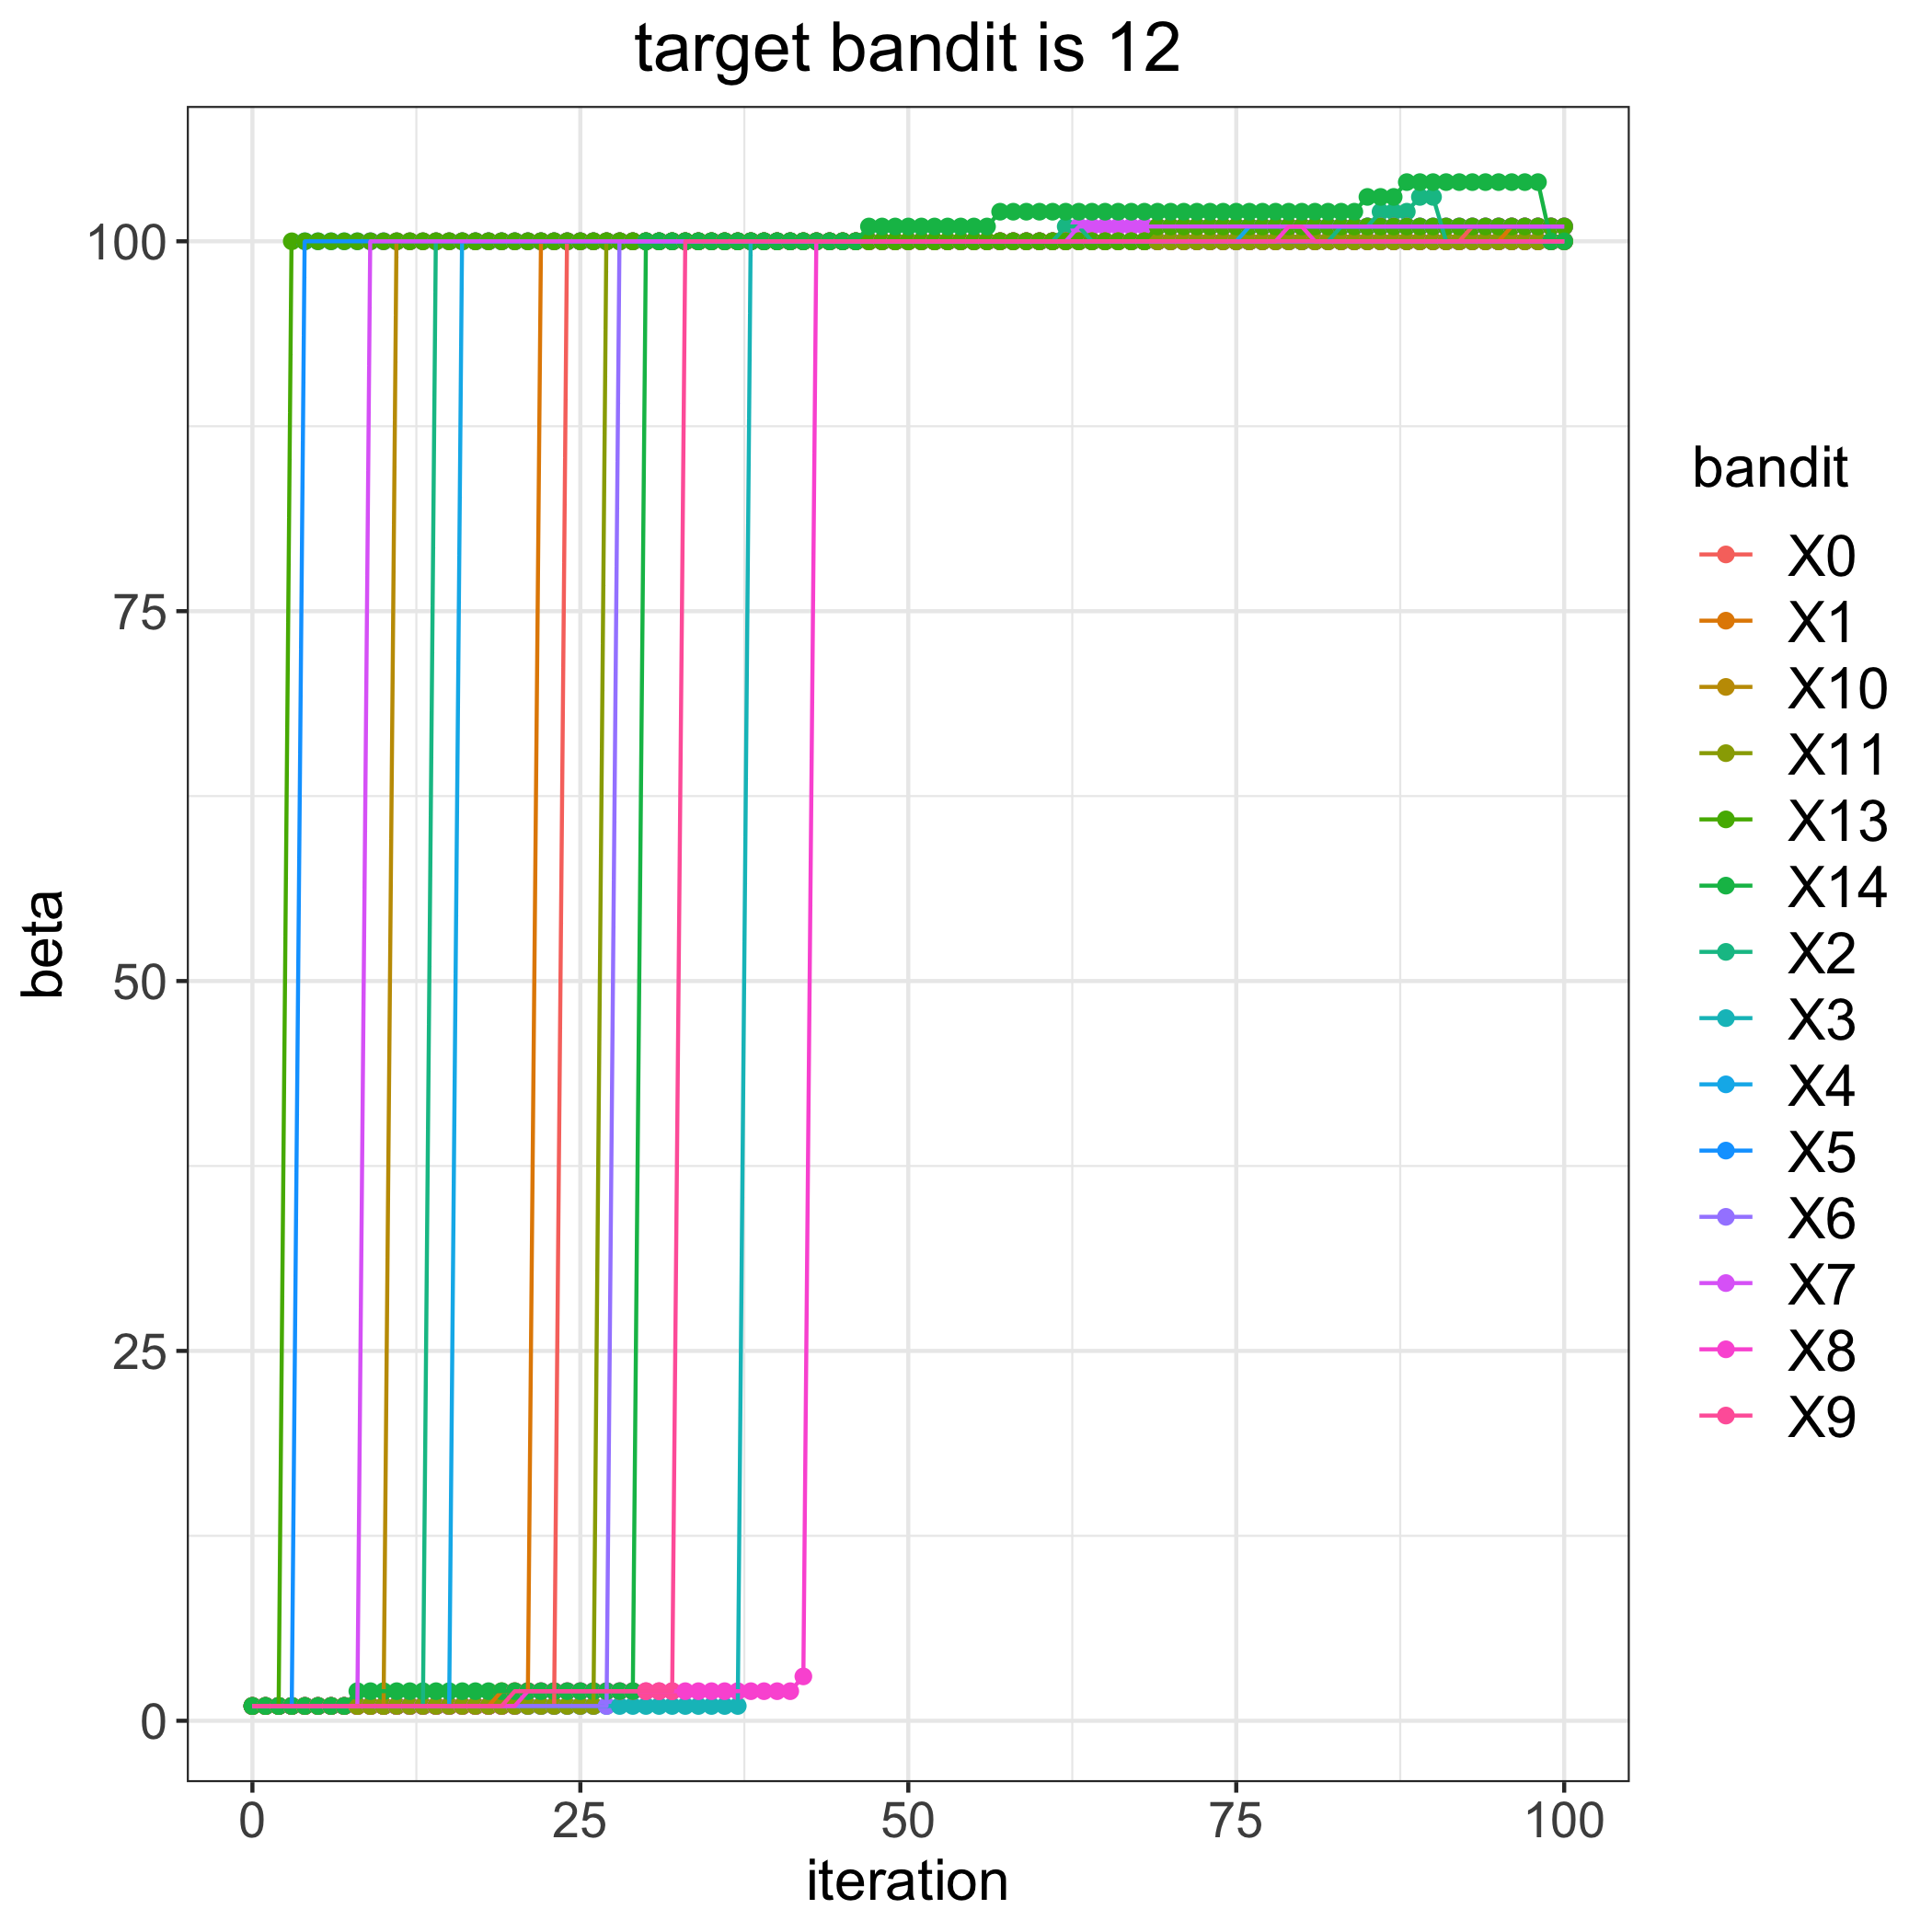 target bandit is 12
100
75
50
25
0
beta
0 25 50 75 100
iteration
bandit
X0
X1
X10
X11
X13
X14
X2
X3
X4
X5
X6
X7
X8
X9